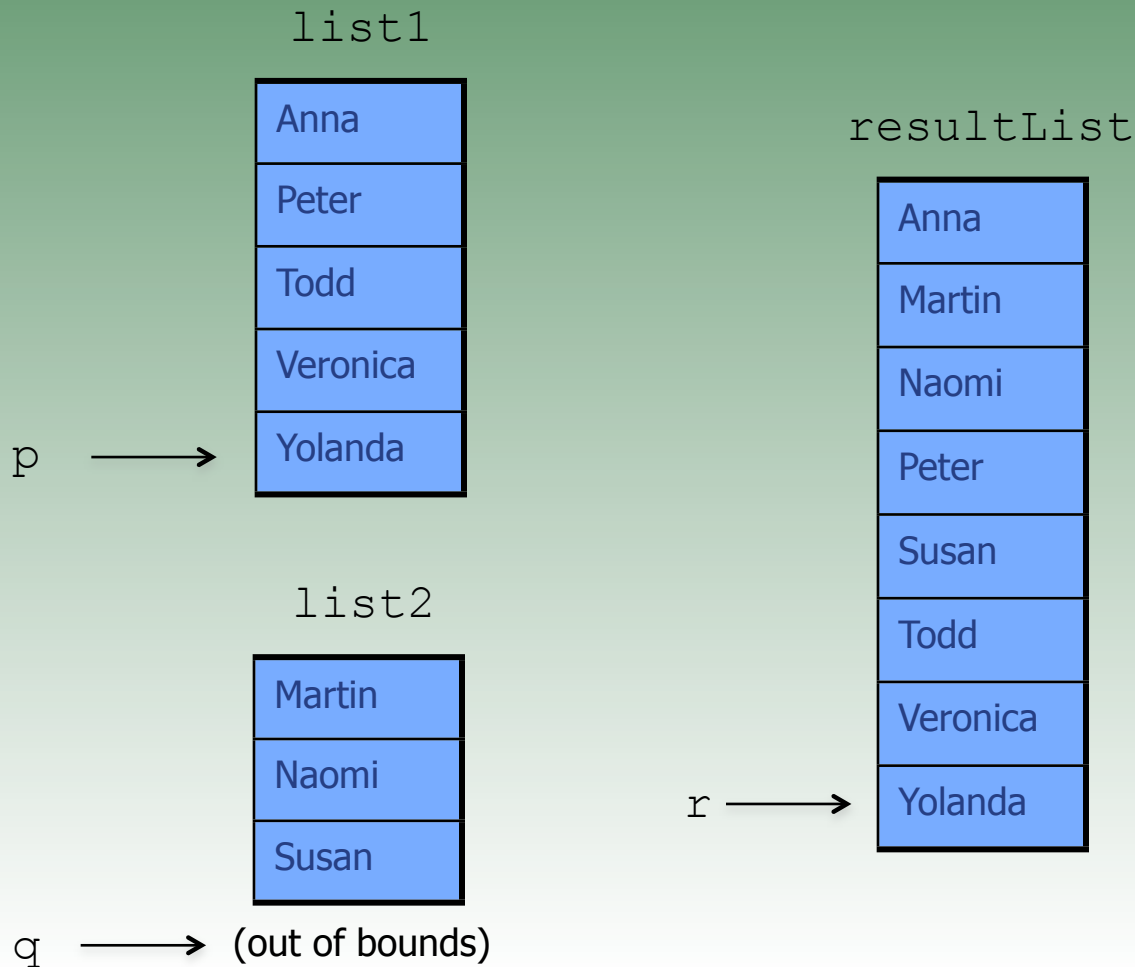 list1
Anna
Peter
Todd
Veronica
p Yolanda
list2
Martin
Naomi
Susan
q (out of bounds)
resultList
Anna
Martin
Naomi
Peter
Susan
Todd
Veronica
r Yolanda